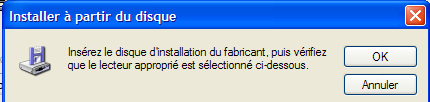 Installer à partir du disque
Insérez le disque d'installation du fabricant, puis vérifiez
que le lecteur approprié est sélectionné ci-dessous.
OK
Annuler